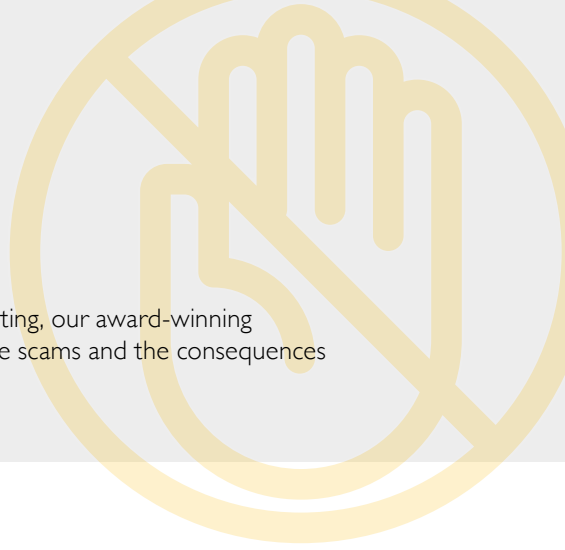 ting, our award-winning
e scams and the consequences